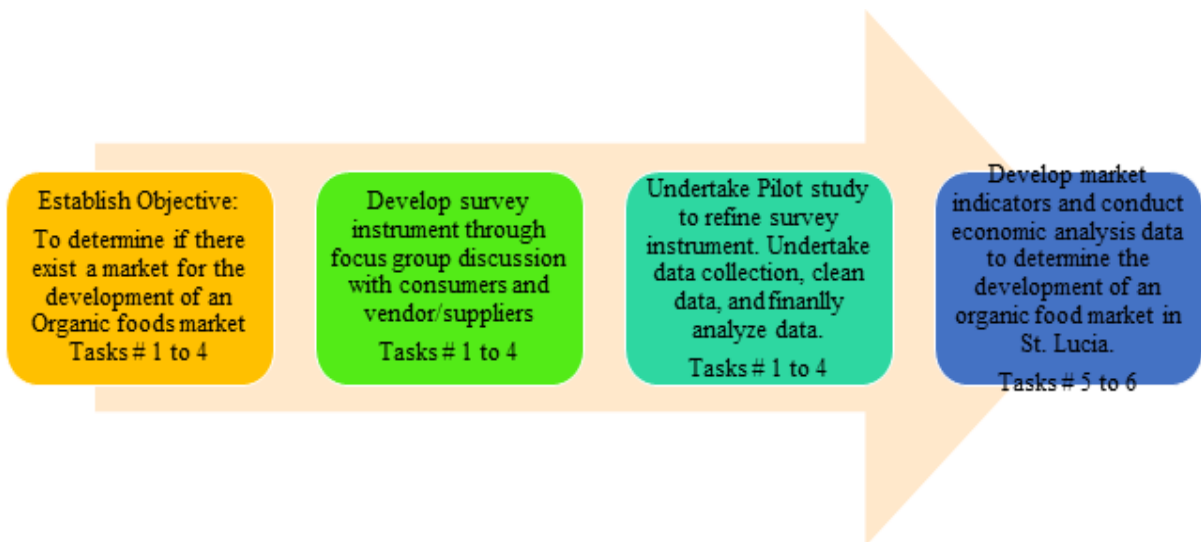 Establish Objective:
To determine if there
exist a market for the
development of an
Organic foods market
Tasks # 1 to 4
Develop survey
instrument through
focus group discussion
with consumers and
vendor/suppliers
Tasks # 1 to 4
Undertake Pilot study
to refine survey
instrument. Undertake
data collection, clean
data, and finanlly
analyze data.
Tasks # 1 to 4
Develop market
indicators and conduct
economic analysis data
to determine the
development of an
organic food market in
St. Lucia.
Tasks # 5 to 6